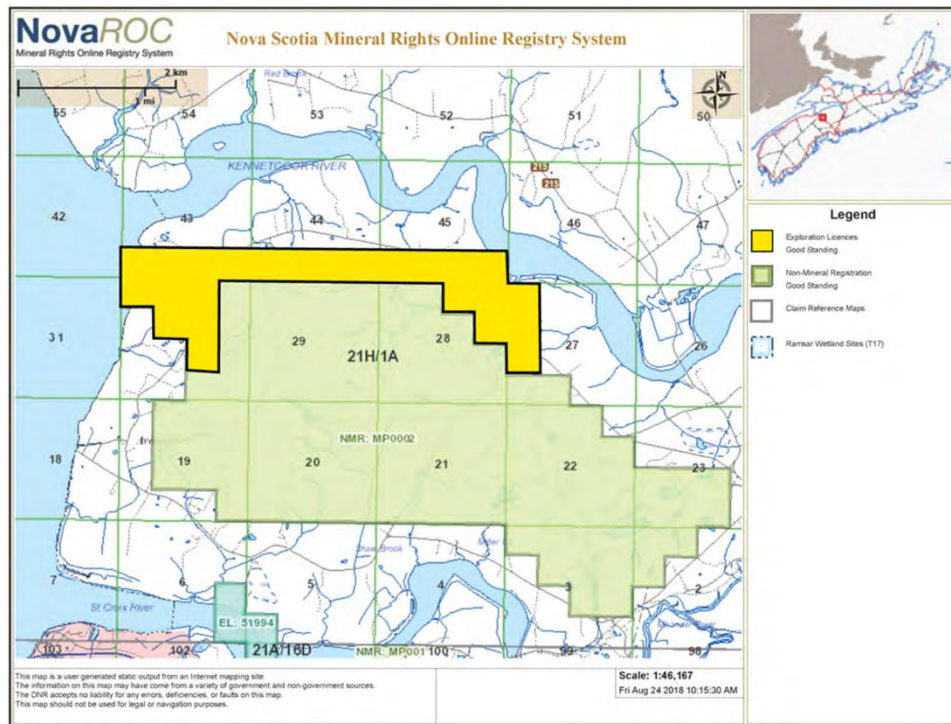 NovaROC
Mineral Rights Online Registry System
Nova Scotia Mineral Rights Online Registry System
2 km
1 mi
N
55
54
53
52
51
50
Red Brook
KENNETCOOK RIVER
215
215
42
43
44
45
46
47
31
29
28
27
26
21H/1A
NMR: MP0002
18
19
20
21
22
23
Shaw Brook
7
6
5
4
3
2
St Croix River
EL: 51994
103
102
21A/16D
NMR: MP001
100
99
98
Legend
Exploration Licences
Good Standing
Non-Mineral Registration
Good Standing
Claim Reference Maps
Ramsar Wetland Sites (T17)
This map is a user generated static output from an Internet mapping site
The information on this map may have come from a variety of government and non-government sources.
The DNR accepts no liability for any errors, deficiencies, or faults on this map.
This map should not be used for legal or navigation purposes.
Scale: 1:46,167
Fri Aug 24 2018 10:15:30 AM